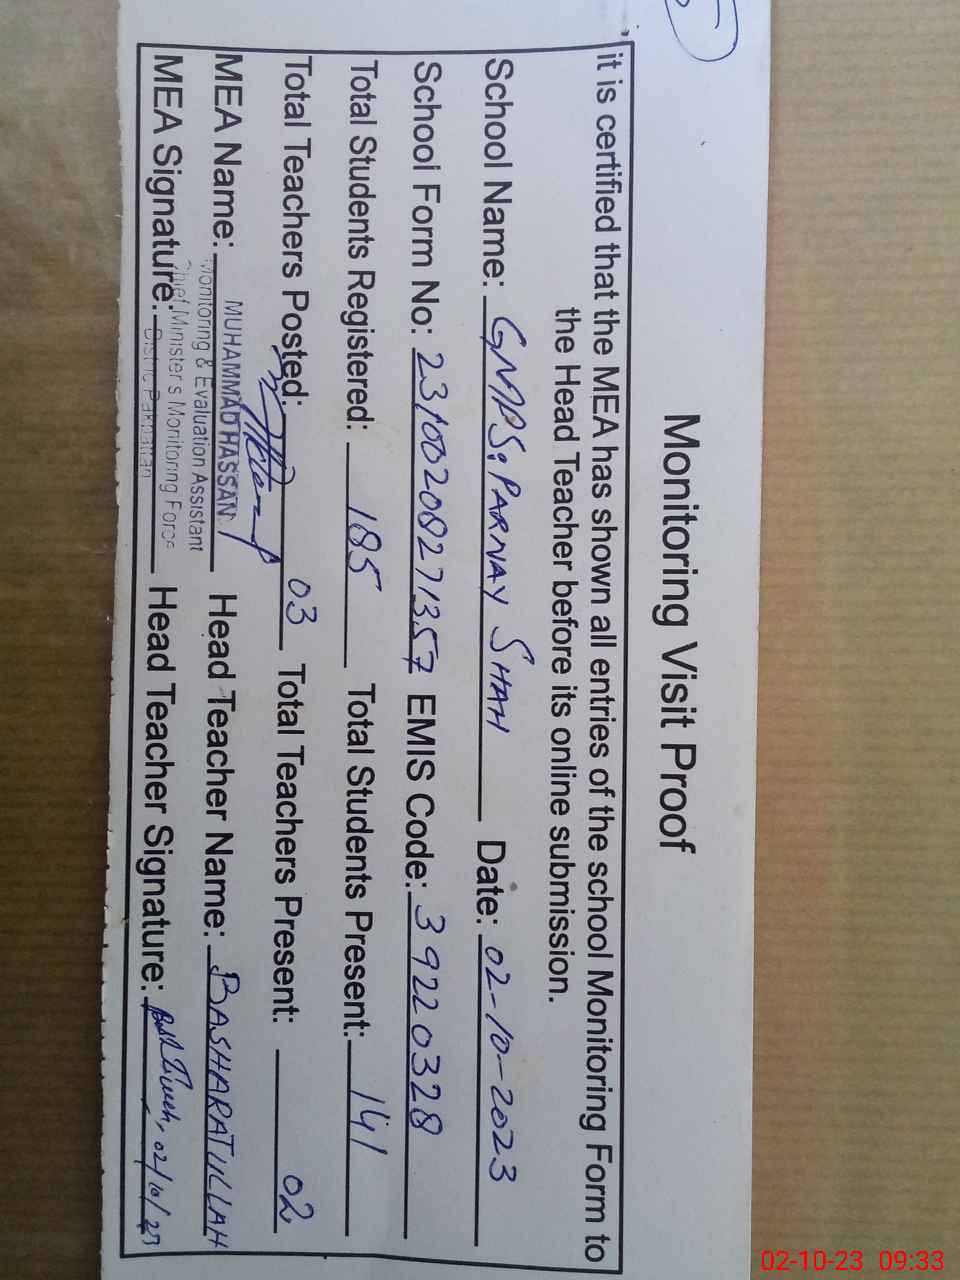 Monitoring Visit Proof
it is certified that the MEA has shown all entries of the school Monitoring Form to
the Head Teacher before its online submission.
School Name: GMPS: PARNAY SHAH Date: 02-10-2023
School Form No: 23100208271357 EMIS Code: 39220328
Total Students Registered: 185 Total Students Present: 141
Total Teachers Posted: 03 Total Teachers Present: 02
MEA Name: MUHAMMAD HASSAN Head Teacher Name: BASHARATULLAH
Monitoring & Evaluation Assistant
Chief Minister's Monitoring Force
MEA Signature: District Pakpattan Head Teacher Signature: 02/10/23
02-10-23 09:33